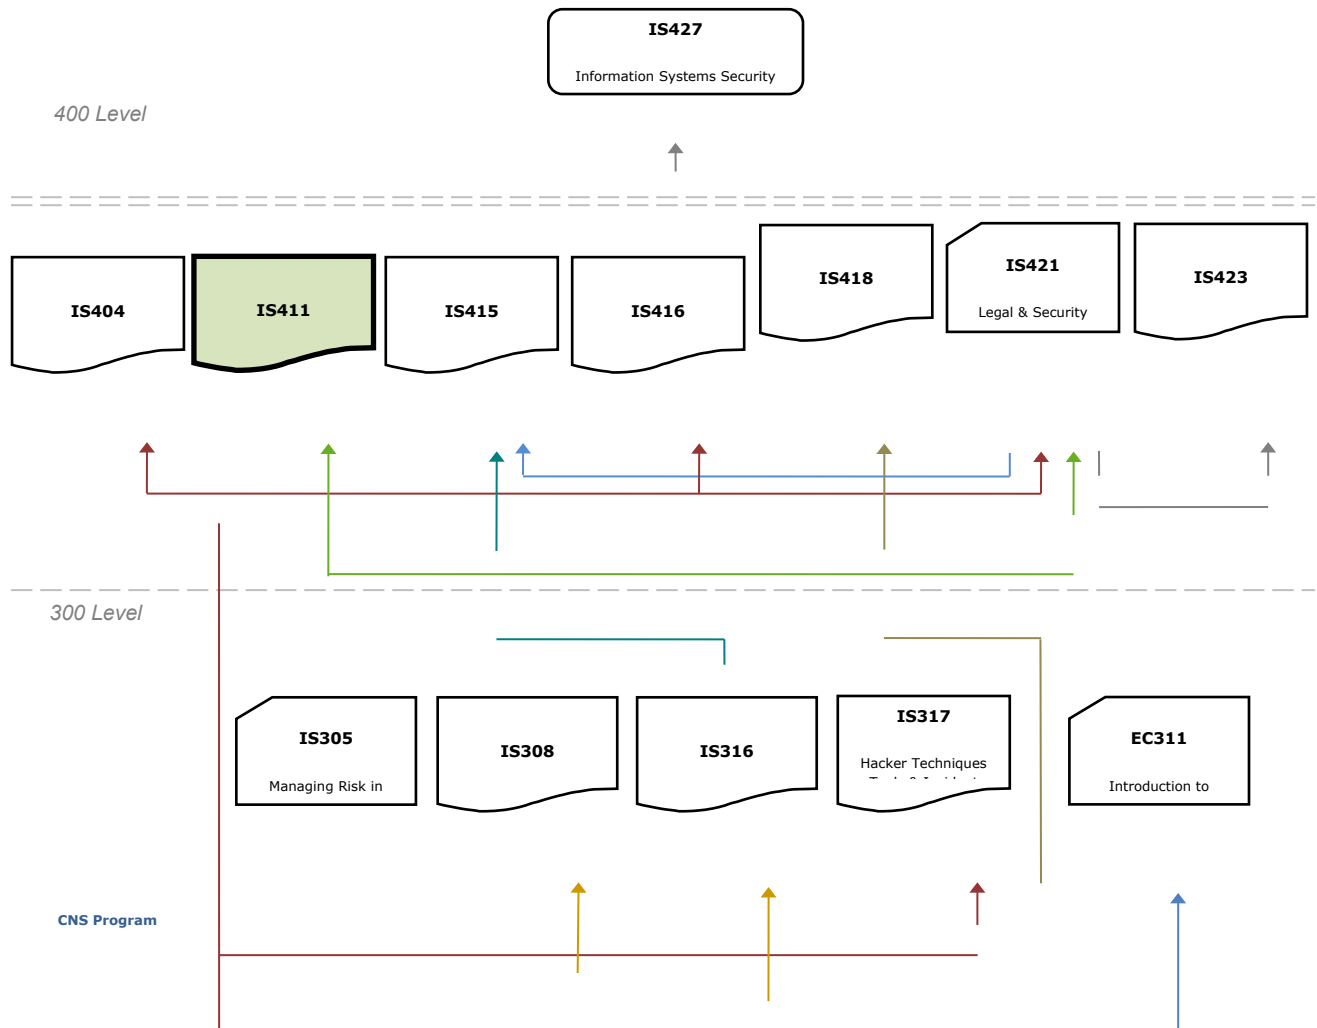 IS427
Information Systems Security
400 Level
IS404
IS411
IS415
IS416
IS418
IS421
Legal & Security
IS423
300 Level
IS305
Managing Risk in
IS308
IS316
IS317
Hacker Techniques
EC311
Introduction to
CNS Program